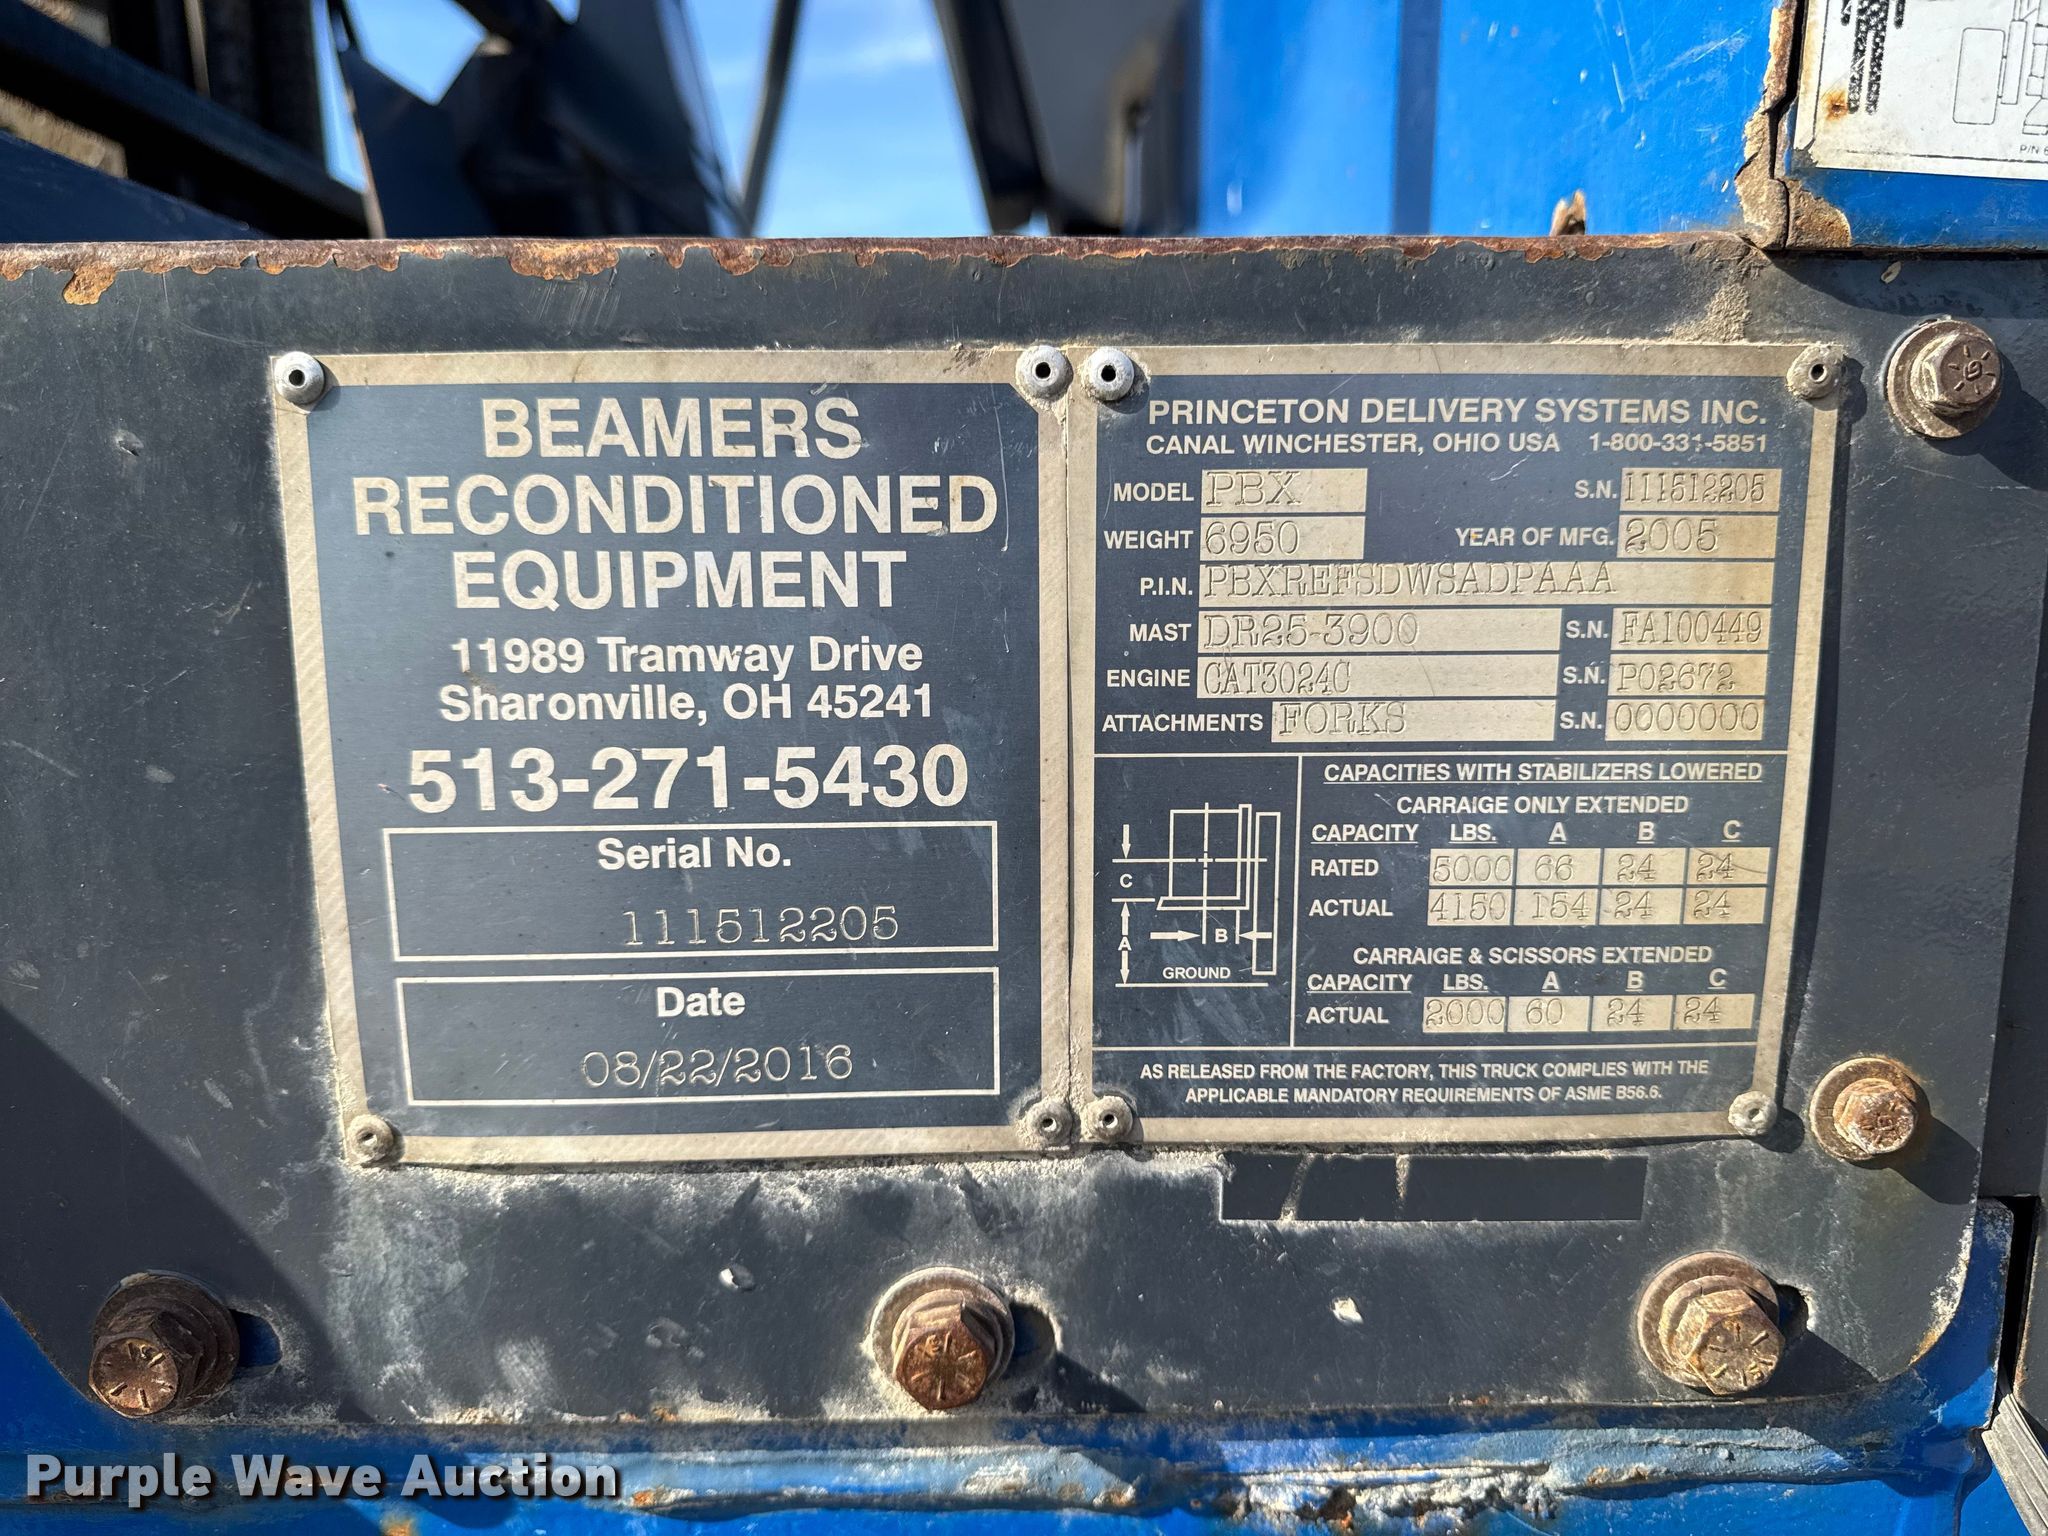 P/N 6
BEAMERS
RECONDITIONED
EQUIPMENT
11989 Tramway Drive
Sharonville, OH 45241
513-271-5430
Serial No.
111512205
Date
08/22/2016
PRINCETON DELIVERY SYSTEMS INC.
CANAL WINCHESTER, OHIO USA 1-800-331-5851
MODEL PBX S.N. 111512205
WEIGHT 6950 YEAR OF MFG. 2005
P.I.N. PBXREFSDWSADPAAA
MAST DR25-3900 S.N. FA100449
ENGINE CAT3024C S.N. P02672
ATTACHMENTS FORKS S.N. 0000000
C
A
B
GROUND
CAPACITIES WITH STABILIZERS LOWERED
CARRAIGE ONLY EXTENDED
CAPACITY LBS. A B C
RATED 5000 66 24 24
ACTUAL 4150 154 24 24
CARRAIGE & SCISSORS EXTENDED
CAPACITY LBS. A B C
ACTUAL 2000 60 24 24
AS RELEASED FROM THE FACTORY, THIS TRUCK COMPLIES WITH THE
APPLICABLE MANDATORY REQUIREMENTS OF ASME B56.6.
Purple Wave Auction